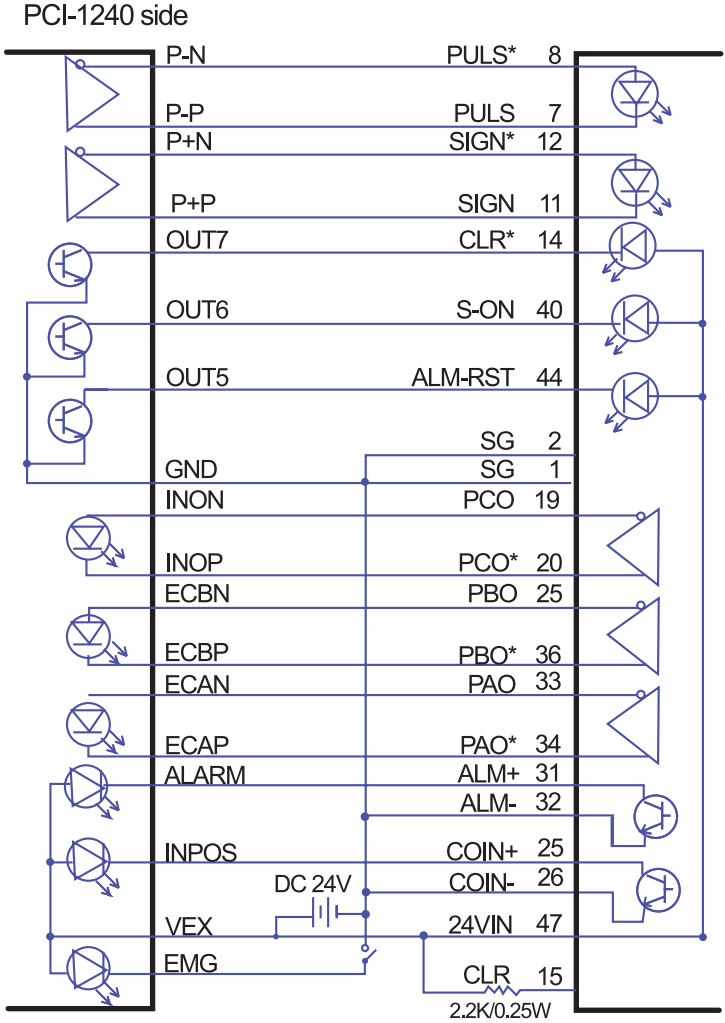 PCI-1240 side
P-N PULS* 8
P-P PULS 7
P+N SIGN* 12
P+P SIGN 11
OUT7 CLR* 14
OUT6 S-ON 40
OUT5 ALM-RST 44
SG 2
GND SG 1
INON PCO 19
INOP PCO* 20
ECBN PBO 25
ECBP PBO* 36
ECAN PAO 33
ECAP PAO* 34
ALARM ALM+ 31
ALM- 32
INPOS COIN+ 25
DC 24V COIN- 26
VEX 24VIN 47
EMG CLR 15
2.2K/0.25W